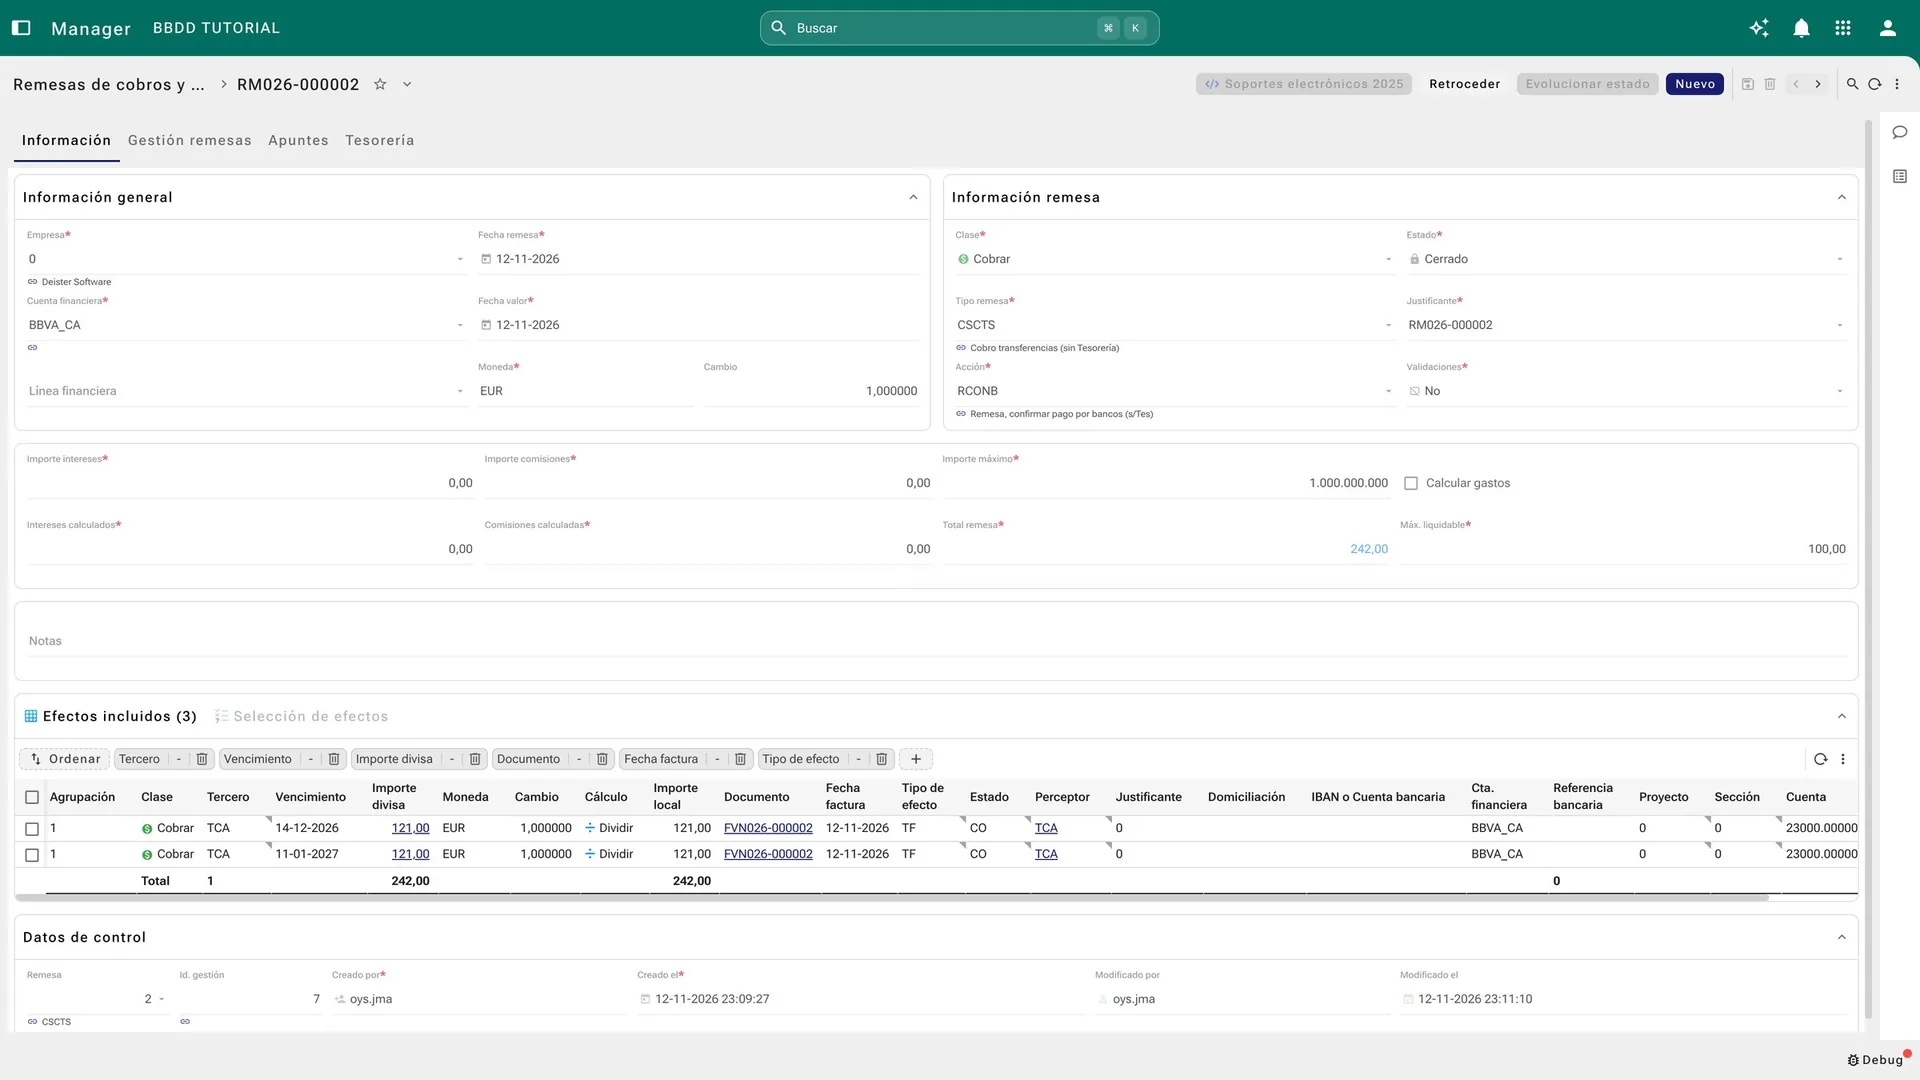 Manager BBDD TUTORIAL Buscar ⌘ K
Remesas de cobros y ... > RM026-000002 Soportes electrónicos 2025 Retroceder Evolucionar estado Nuevo
Información Gestión remesas Apuntes Tesorería
Información general
Empresa* Fecha remesa*
0 12-11-2026
Deister Software
Cuenta financiera* Fecha valor*
BBVA_CA 12-11-2026
Moneda* Cambio
Línea financiera EUR 1,000000
Información remesa
Clase* Estado*
Cobrar Cerrado
Tipo remesa* Justificante*
CSCTS RM026-000002
Cobro transferencias (sin Tesorería)
Acción* Validaciones*
RCONB No
Remesa, confirmar pago por bancos (s/Tes)
Importe intereses* Importe comisiones* Importe máximo*
0,00 0,00 1.000.000.000 Calcular gastos
Intereses calculados* Comisiones calculadas* Total remesa* Máx. liquidable*
0,00 0,00 242,00 100,00
Notas
Efectos incluidos (3) Selección de efectos
Ordenar Tercero - Vencimiento - Importe divisa - Documento - Fecha factura - Tipo de efecto - +
Agrupación Clase Tercero Vencimiento Importe divisa Moneda Cambio Cálculo Importe local Documento Fecha factura Tipo de efecto Estado Perceptor Justificante Domiciliación IBAN o Cuenta bancaria Cta. financiera Referencia bancaria Proyecto Sección Cuenta
1 Cobrar TCA 14-12-2026 121,00 EUR 1,000000 Dividir 121,00 FVN026-000002 12-11-2026 TF CO TCA 0 BBVA_CA 0 0 23000.00000
1 Cobrar TCA 11-01-2027 121,00 EUR 1,000000 Dividir 121,00 FVN026-000002 12-11-2026 TF CO TCA 0 BBVA_CA 0 0 23000.00000
Total 1 242,00 242,00 0
Datos de control
Remesa Id. gestión Creado por* Creado el* Modificado por Modificado el
2 7 oys.jma 12-11-2026 23:09:27 oys.jma 12-11-2026 23:11:10
CSCTS
Debug